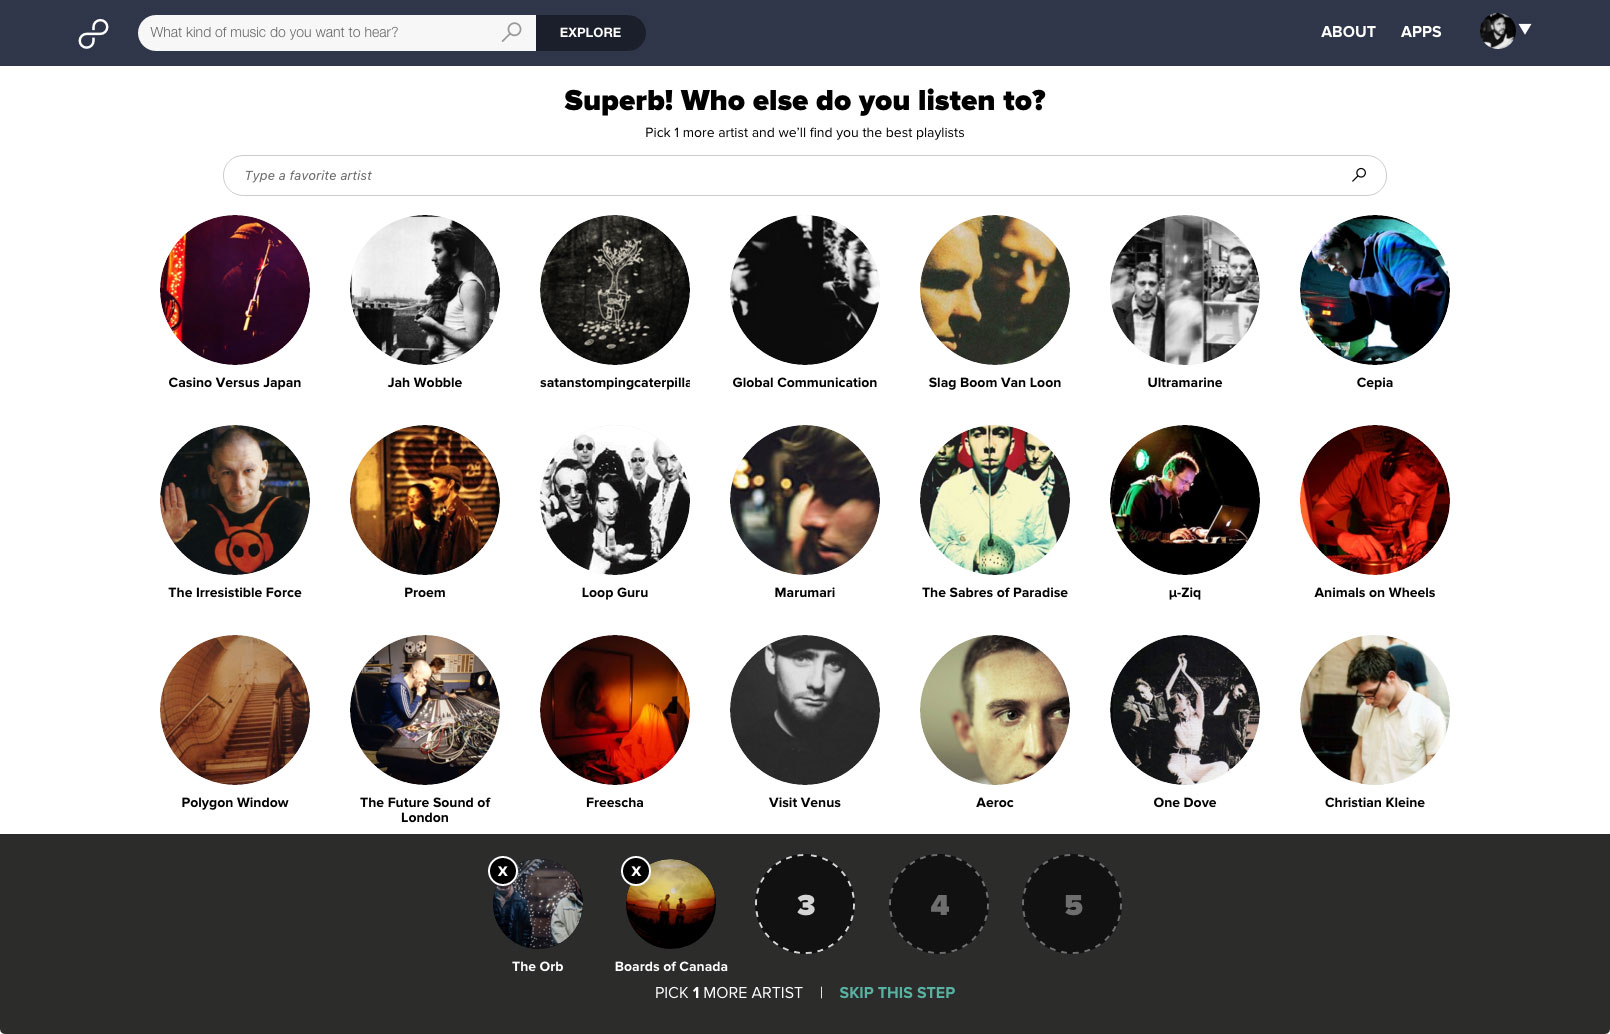 What kind of music do you want to hear?
EXPLORE
ABOUT
APPS
Superb! Who else do you listen to?
Pick 1 more artist and we'll find you the best playlists
Type a favorite artist
Casino Versus Japan
Jah Wobble
satanstompingcaterpilla
Global Communication
Slag Boom Van Loon
Ultramarine
Cepia
The Irresistible Force
Proem
Loop Guru
Marumari
The Sabres of Paradise
µ-Ziq
Animals on Wheels
Polygon Window
The Future Sound of
London
Freescha
Visit Venus
Aeroc
One Dove
Christian Kleine
X
X
3
4
5
The Orb
Boards of Canada
PICK 1 MORE ARTIST | SKIP THIS STEP